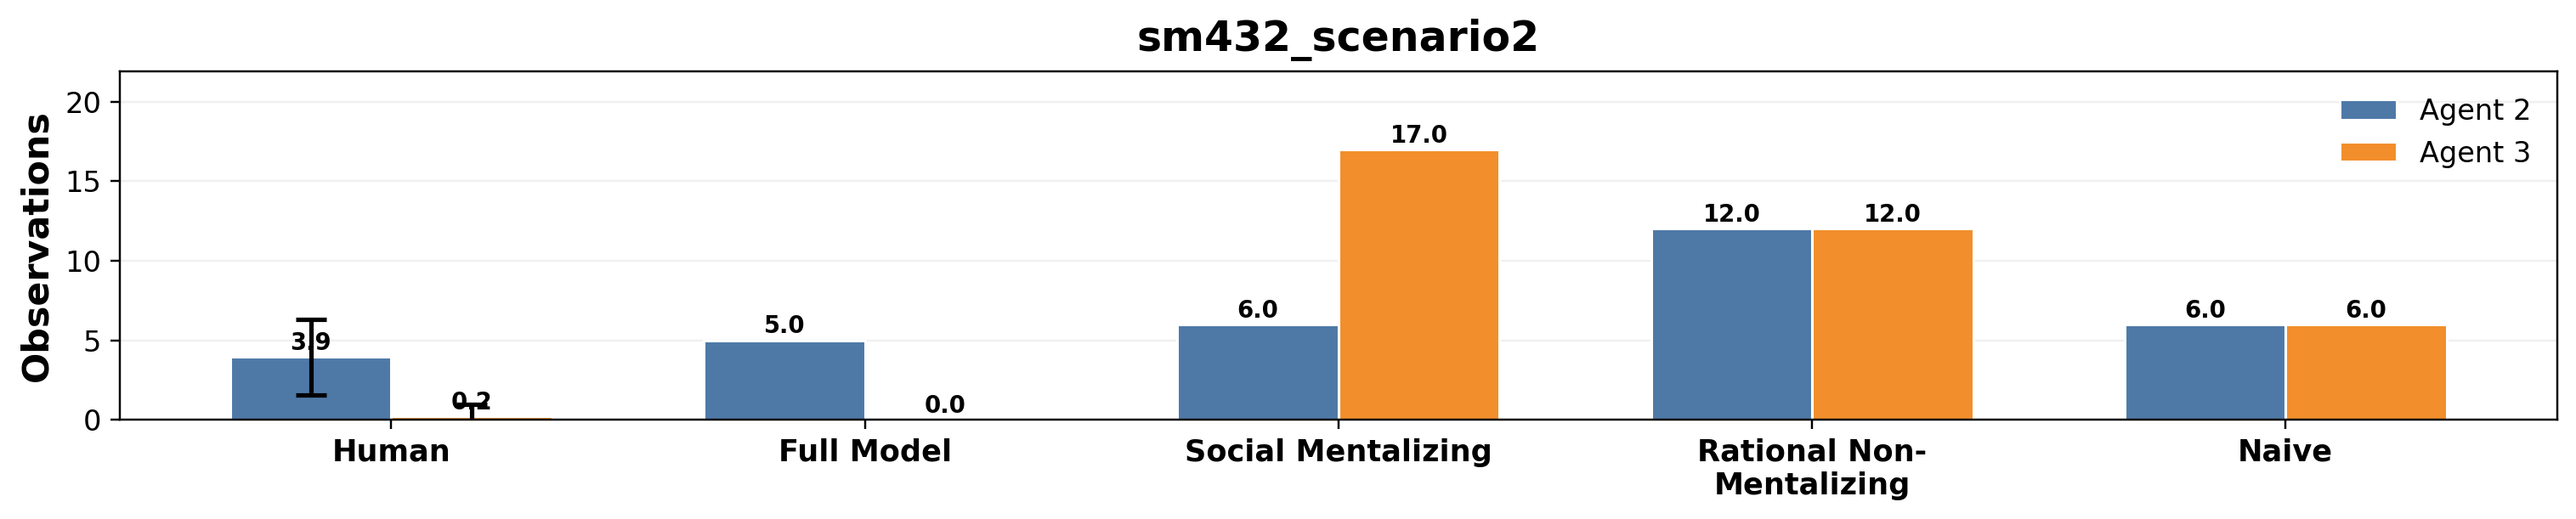 sm432_scenario2
Observations
20
15
10
5
0
Agent 2
Agent 3
3.9
0.2
5.0
0.0
6.0
17.0
12.0
12.0
6.0
6.0
Human
Full Model
Social Mentalizing
Rational Non-
Mentalizing
Naive